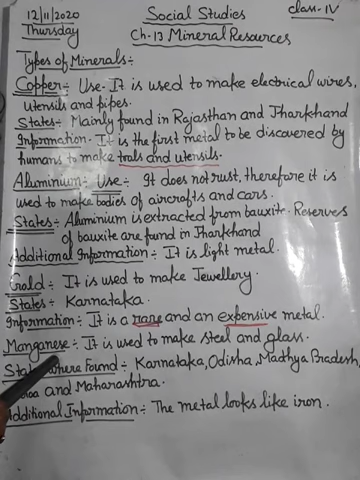 12/11/2020 Social Studies class-IV
Thursday Ch-13 Mineral Resources
Types of Minerals:-
Copper:- Use- It is used to make electrical wires,
utensils and pipes.
States:- Mainly found in Rajasthan and Jharkhand
Information- It is the first metal to be discovered by
humans to make trols and utensils.
Aluminium:- Use:- It does not rust, therefore it is
used to make bodies of aircrafts and cars.
States:- Aluminium is extracted from bauxite. Reserves
of bauxite are found in Jharkhand
Additional Information:- It is light metal.
Gold:- It is used to make Jewellery.
States:- Karnataka.
Information:- It is a rare and an expensive metal.
Manganese:- It is used to make steel and glass.
where Found:- Karnataka, Odisha, Madhya Bradesh,
and Maharashtra.
Additional Information:- The metal looks like iron.